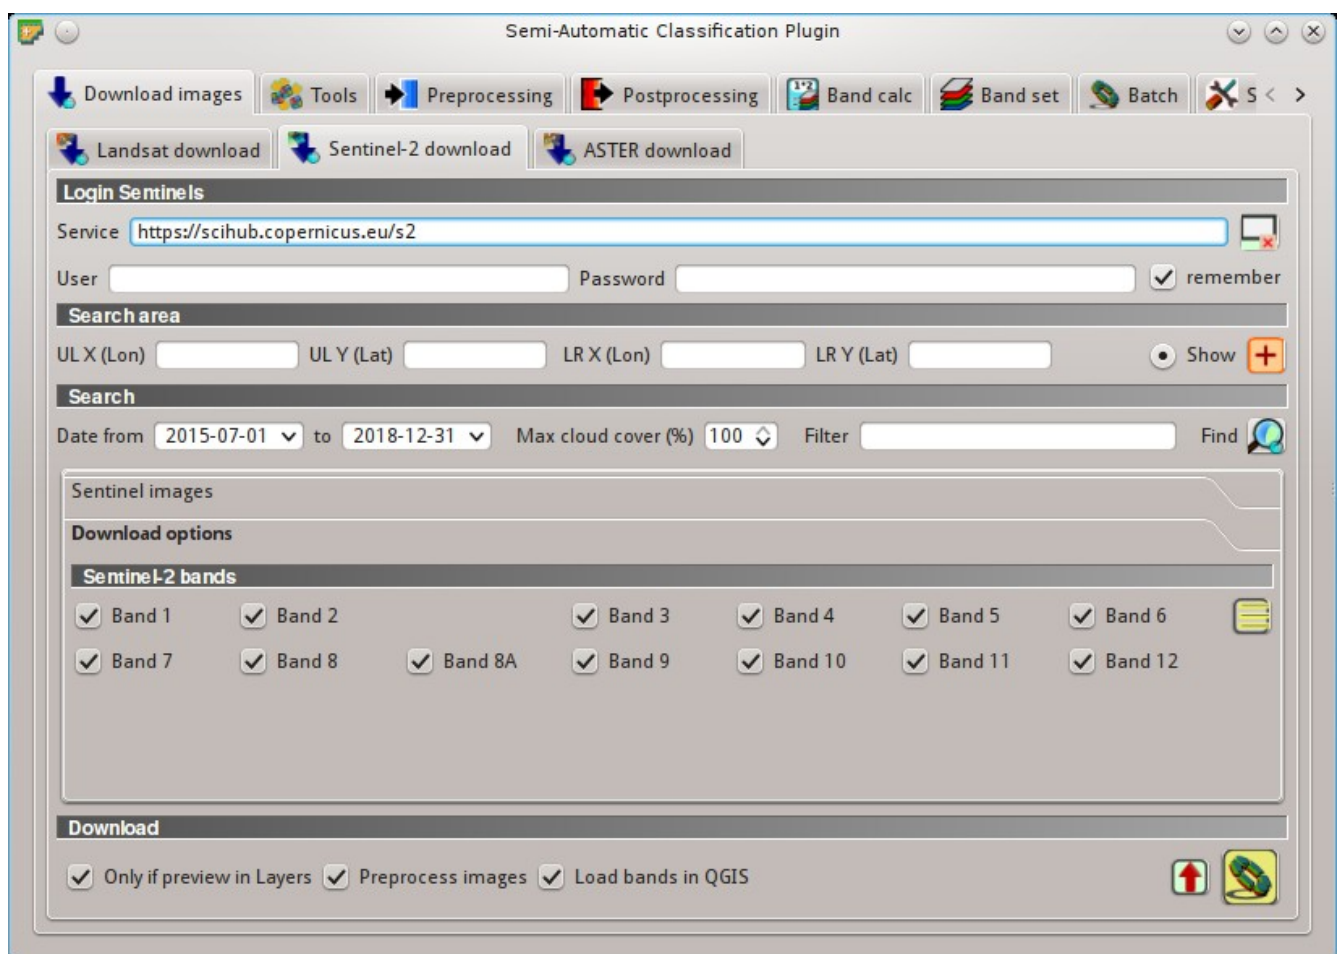 Semi-Automatic Classification Plugin
Download images Tools Preprocessing Postprocessing Band calc Band set Batch S < >
Landsat download Sentinel-2 download ASTER download
Login Sentinels
Service https://scihub.copernicus.eu/s2
User Password remember
Search area
UL X (Lon) UL Y (Lat) LR X (Lon) LR Y (Lat) Show +
Search
Date from 2015-07-01 to 2018-12-31 Max cloud cover (%) 100 Filter Find
Sentinel images
Download options
Sentinel-2 bands
Band 1 Band 2 Band 3 Band 4 Band 5 Band 6
Band 7 Band 8 Band 8A Band 9 Band 10 Band 11 Band 12
Download
Only if preview in Layers Preprocess images Load bands in QGIS